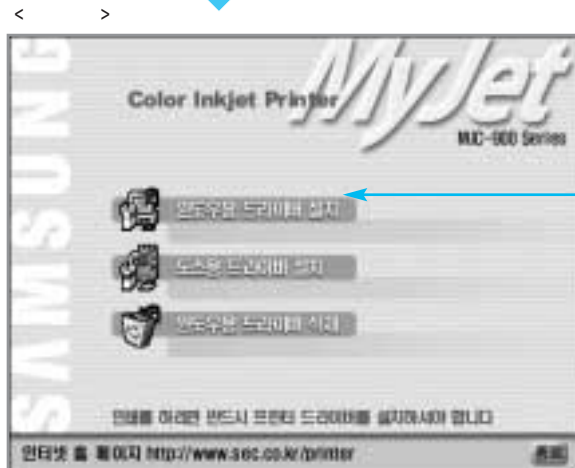 < >
SAMSUNG
MyJet
Color Inkjet Printer
MJC-900 Series
윈도우용 드라이버 설치
도스용 드라이버 설치
윈도우용 드라이버 삭제
인쇄를 하려면 반드시 프린터 드라이버를 설치하셔야 합니다
인터넷 홈 페이지 http://www.sec.co.kr/printer
종료